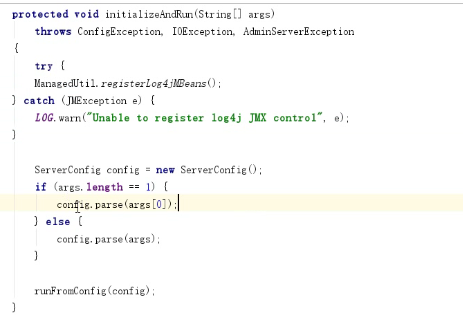 protected void initializeAndRun(String[] args)
throws ConfigException, IOException, AdminServerException
{
try {
ManagedUtil.registerLog4jMBeans();
} catch (JMException e) {
LOG.warn("Unable to register log4j JMX control", e);
}
ServerConfig config = new ServerConfig();
if (args.length == 1) {
config.parse(args[0]);
} else {
config.parse(args);
}
runFromConfig(config);
}